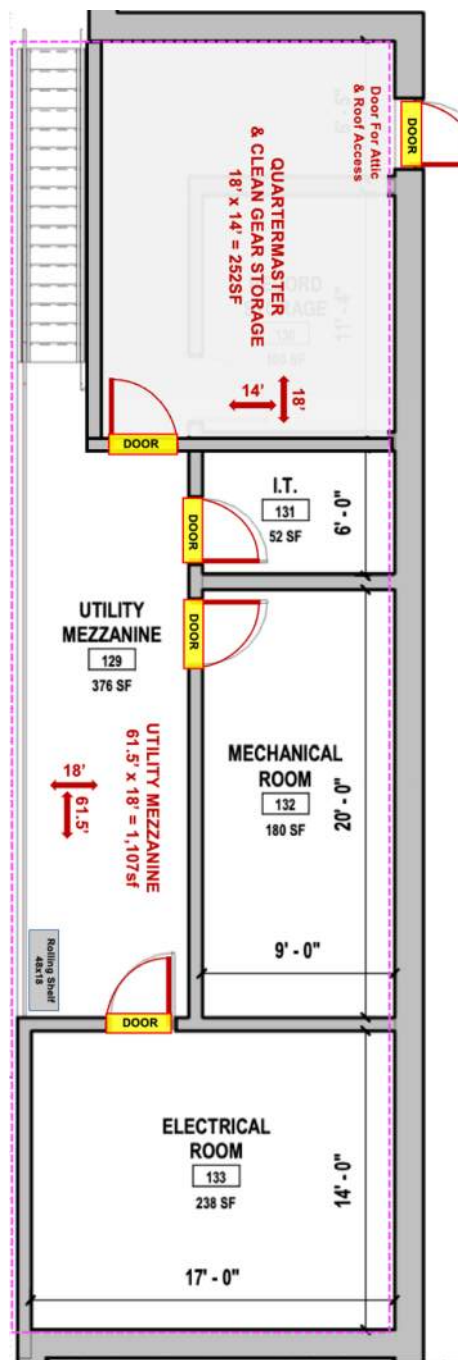 Door For Attic
& Roof Access
DOOR
QUARTERMASTER
& CLEAN GEAR STORAGE
18' x 14' = 252SF
14'
18'
DOOR
I.T.
131
52 SF
6' - 0"
DOOR
DOOR
UTILITY
MEZZANINE
129
376 SF
UTILITY MEZZANINE
61.5' x 18' = 1,107sf
18'
61.5'
MECHANICAL
ROOM
132
180 SF
20' - 0"
9' - 0"
Rolling Shelf
48x18
DOOR
ELECTRICAL
ROOM
133
238 SF
14' - 0"
17' - 0"